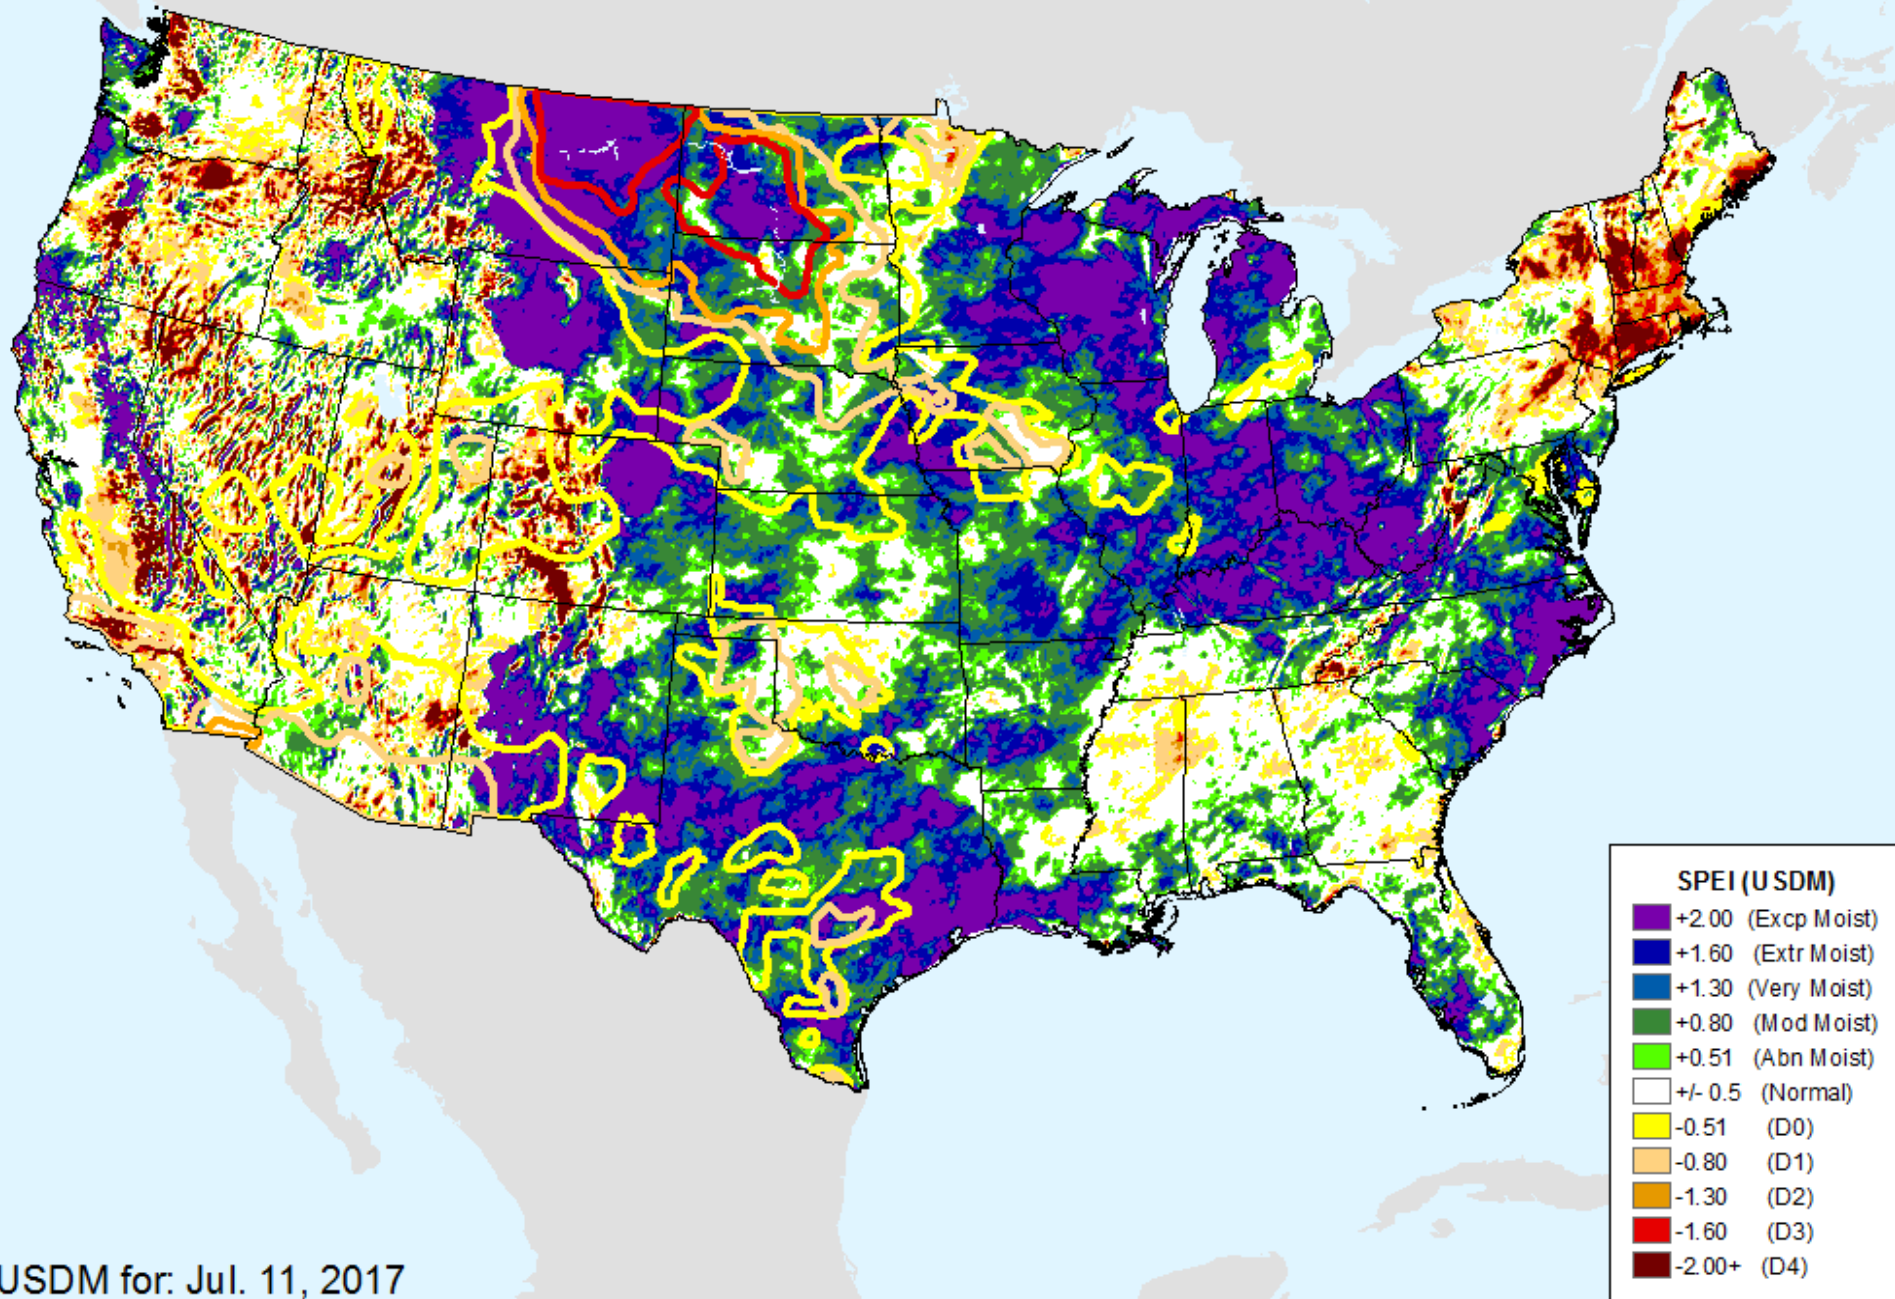 SPEI (USDM)
+2.00 (Excp Moist)
+1.60 (Extr Moist)
+1.30 (Very Moist)
+0.80 (Mod Moist)
+0.51 (Abn Moist)
+/- 0.5 (Normal)
-0.51 (D0)
-0.80 (D1)
-1.30 (D2)
-1.60 (D3)
-2.00+ (D4)
USDM for: Jul. 11, 2017